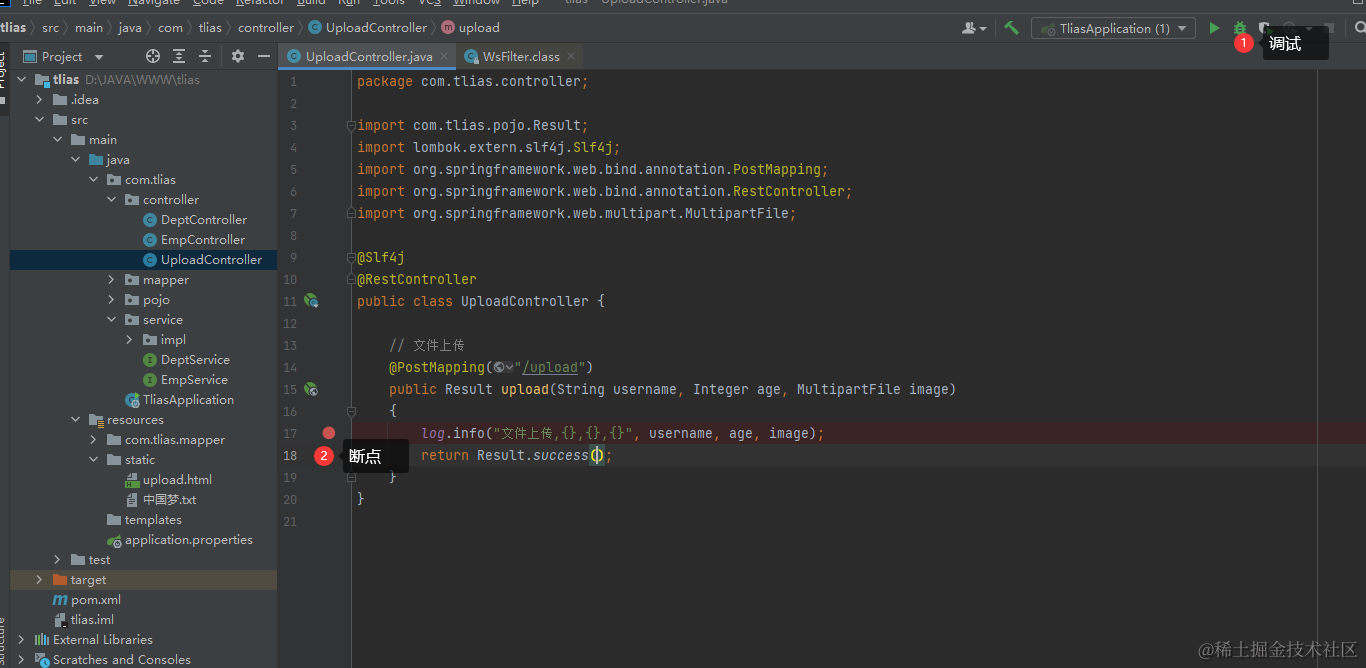 File Edit View Navigate Code Refactor Build Run Tools VCS Window Help tlias - UploadController.java
tlias src main java com tlias controller UploadController upload TliasApplication (1)
1 调试
Project
UploadController.java
WsFilter.class
Project
tlias D:\JAVA\WWW\tlias
.idea
src
main
java
com.tlias
controller
DeptController
EmpController
UploadController
mapper
pojo
service
impl
DeptService
EmpService
TliasApplication
resources
com.tlias.mapper
static
upload.html
中国梦.txt
templates
application.properties
test
target
pom.xml
tlias.iml
External Libraries
Scratches and Consoles
Structure
1 package com.tlias.controller;
2
3 import com.tlias.pojo.Result;
4 import lombok.extern.slf4j.Slf4j;
5 import org.springframework.web.bind.annotation.PostMapping;
6 import org.springframework.web.bind.annotation.RestController;
7 import org.springframework.web.multipart.MultipartFile;
8
9 @Slf4j
10 @RestController
11 public class UploadController {
12
13 // 文件上传
14 @PostMapping("/upload")
15 public Result upload(String username, Integer age, MultipartFile image)
16 {
17 log.info("文件上传,{},{},{}", username, age, image);
18 return Result.success();
2 断点
19 }
20 }
21
@稀土掘金技术社区